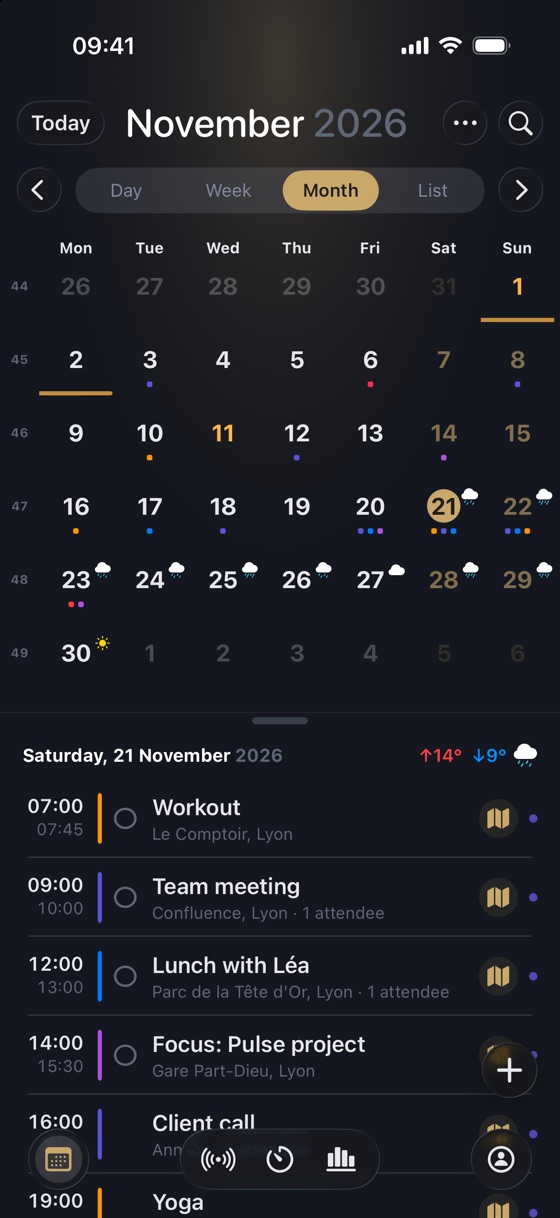 09:41
Today November 2026
Day Week Month List
Mon Tue Wed Thu Fri Sat Sun
44 26 27 28 29 30 31 1
45 2 3 4 5 6 7 8
46 9 10 11 12 13 14 15
47 16 17 18 19 20 21 22
48 23 24 25 26 27 28 29
49 30 1 2 3 4 5 6
Saturday, 21 November 2026 ↑14° ↓9°
07:00 Workout
07:45 Le Comptoir, Lyon
09:00 Team meeting
10:00 Confluence, Lyon · 1 attendee
12:00 Lunch with Léa
13:00 Parc de la Tête d'Or, Lyon · 1 attendee
14:00 Focus: Pulse project
15:30 Gare Part-Dieu, Lyon
16:00 Client call
19:00 Yoga